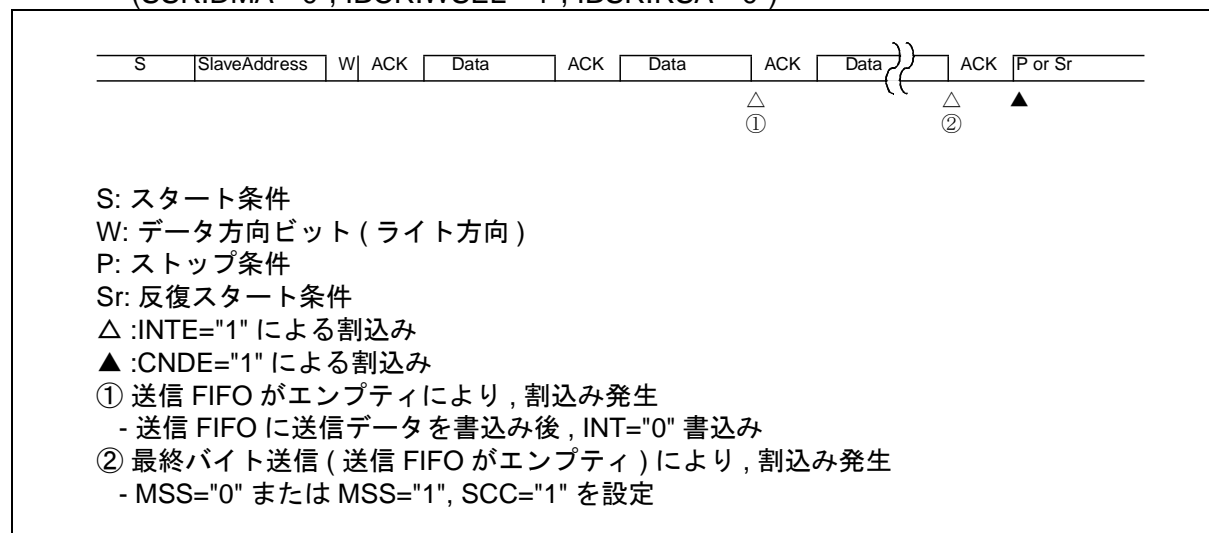 S SlaveAddress W ACK Data ACK Data ACK Data ACK P or Sr
△ △ ▲
① ②
S: スタート条件
W: データ方向ビット ( ライト方向 )
P: ストップ条件
Sr: 反復スタート条件
△ :INTE="1" による割込み
▲ :CNDE="1" による割込み
① 送信 FIFO がエンプティにより , 割込み発生
- 送信 FIFO に送信データを書込み後 , INT="0" 書込み
② 最終バイト送信 ( 送信 FIFO がエンプティ ) により , 割込み発生
- MSS="0" または MSS="1", SCC="1" を設定